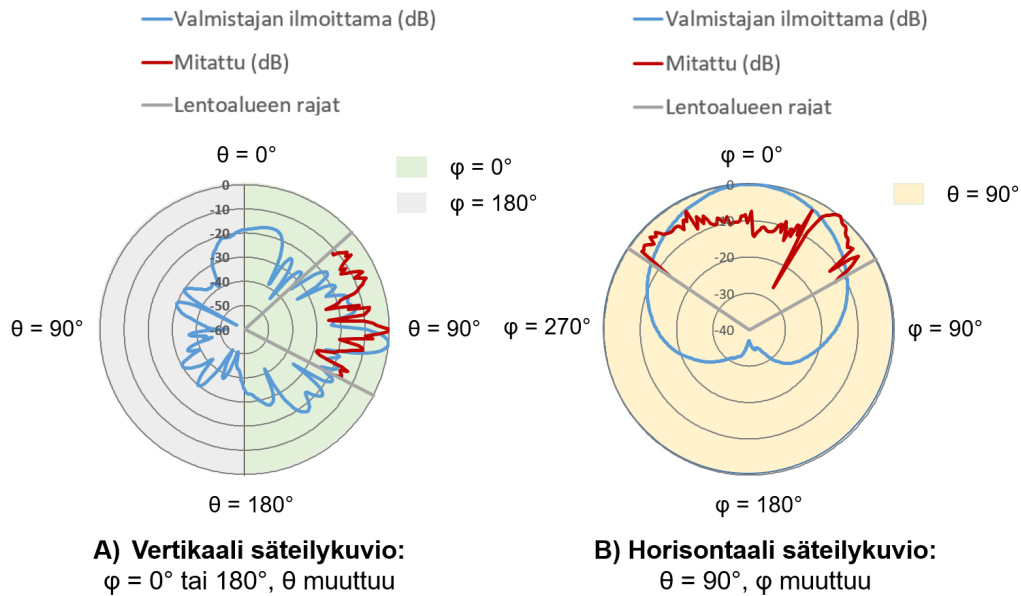 Valmistajan ilmoittama (dB)
Mitattu (dB)
Lentoalueen rajat
θ = 0°
φ = 0°
φ = 180°
0
-10
-20
-30
-40
-50
-60
θ = 90°
θ = 90°
θ = 180°
A) Vertikaali säteilykuvio:
φ = 0° tai 180°, θ muuttuu
Valmistajan ilmoittama (dB)
Mitattu (dB)
Lentoalueen rajat
φ = 0°
θ = 90°
0
-10
-20
-30
-40
φ = 270°
φ = 90°
φ = 180°
B) Horisontaali säteilykuvio:
θ = 90°, φ muuttuu